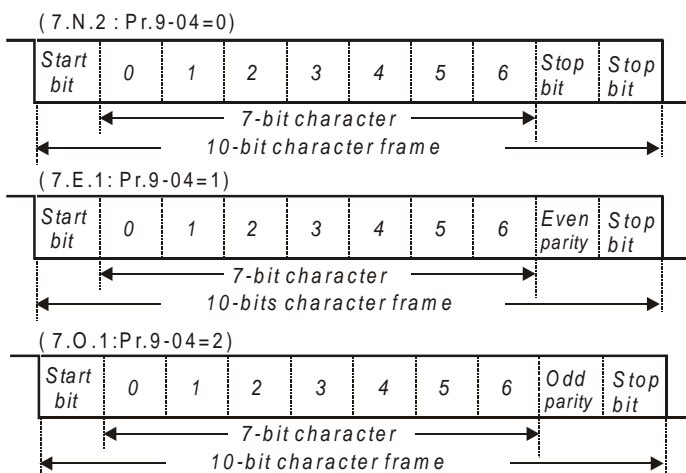 (7.N.2 : Pr.9-04=0)
Start bit 0 1 2 3 4 5 6 Stop bit Stop bit
7-bit character
10-bit character frame
(7.E.1: Pr.9-04=1)
Start bit 0 1 2 3 4 5 6 Even parity Stop bit
7-bit character
10-bits character frame
(7.O.1:Pr.9-04=2)
Start bit 0 1 2 3 4 5 6 Odd parity Stop bit
7-bit character
10-bit character frame